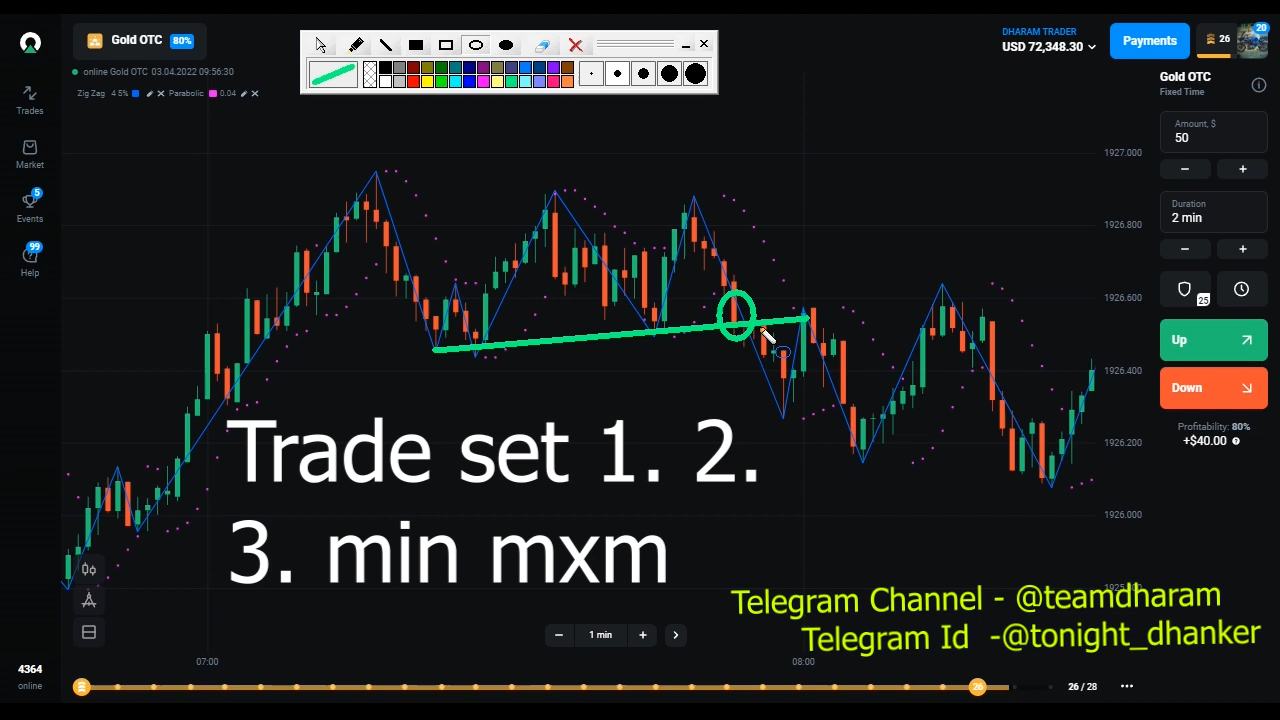 Gold OTC 80%
online Gold OTC 03.04.2022 09:56:30
Zig Zag 4 5% Parabolic 0.04
DHARAM TRADER
USD 72,348.30
Payments
26
20
Trades
Market
5
Events
99
Help
4364
online
Gold OTC
Fixed Time
Amount, $
50
Duration
2 min
25
Up
Down
Profitability: 80%
+$40.00
1927.000
1926.800
1926.600
1926.400
1926.200
1926.000
Trade set 1. 2.
3. min mxm
Telegram Channel - @teamdharam
Telegram Id -@tonight_dhanker
1 min
07:00
08:00
26
26 / 28